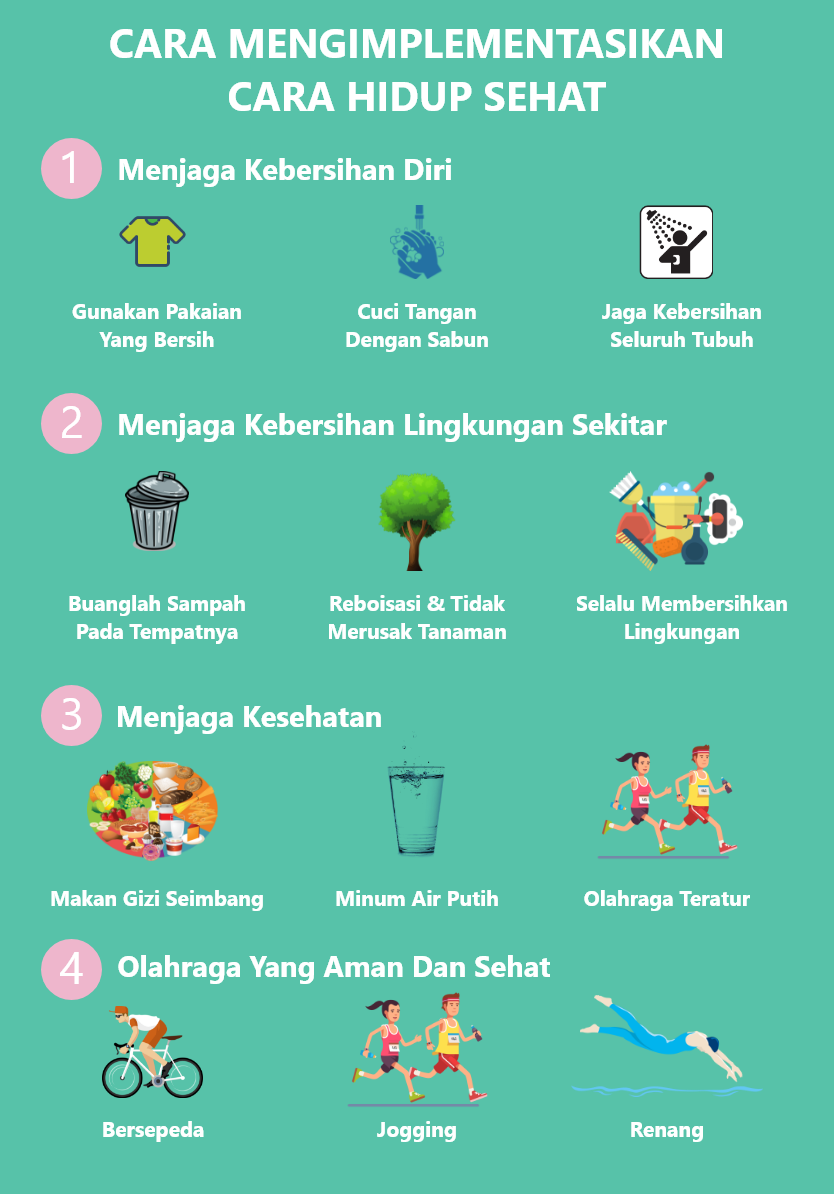 CARA MENGIMPLEMENTASIKAN
CARA HIDUP SEHAT
1 Menjaga Kebersihan Diri
Gunakan Pakaian
Yang Bersih
Cuci Tangan
Dengan Sabun
Jaga Kebersihan
Seluruh Tubuh
2 Menjaga Kebersihan Lingkungan Sekitar
Buanglah Sampah
Pada Tempatnya
Reboisasi & Tidak
Merusak Tanaman
Selalu Membersihkan
Lingkungan
3 Menjaga Kesehatan
Makan Gizi Seimbang
Minum Air Putih
Olahraga Teratur
4 Olahraga Yang Aman Dan Sehat
Bersepeda
Jogging
Renang